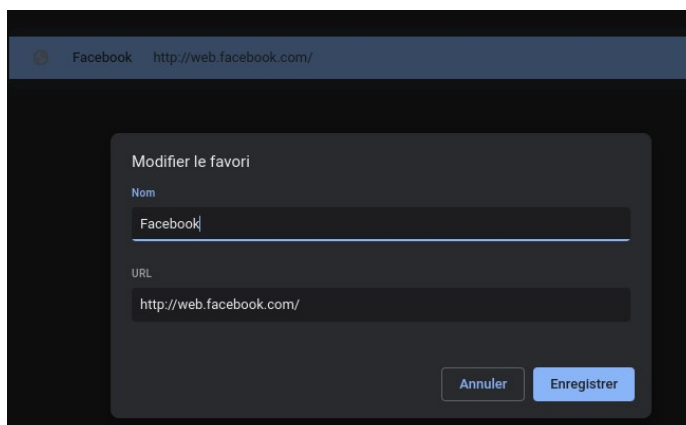 Facebook http://web.facebook.com/
Modifier le favori
Nom
Facebook
URL
http://web.facebook.com/
Annuler Enregistrer